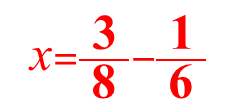 x = 3/8 − 1/6